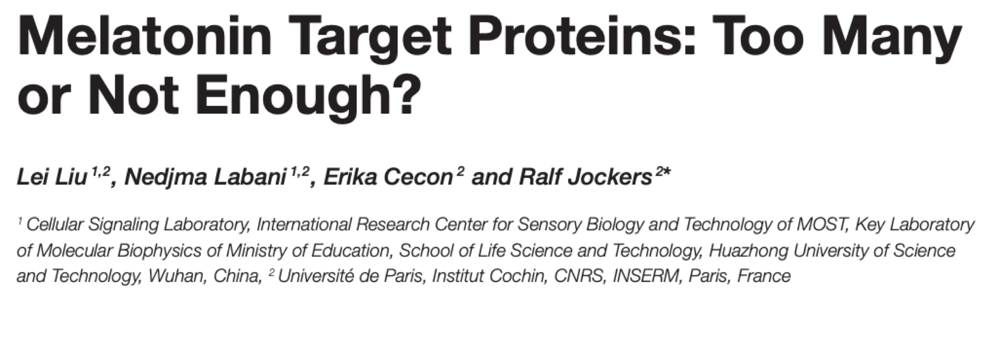 Melatonin Target Proteins: Too Many
or Not Enough?
Lei Liu 1,2, Nedjma Labani 1,2, Erika Cecon 2 and Ralf Jockers 2*
1 Cellular Signaling Laboratory, International Research Center for Sensory Biology and Technology of MOST, Key Laboratory
of Molecular Biophysics of Ministry of Education, School of Life Science and Technology, Huazhong University of Science
and Technology, Wuhan, China, 2 Université de Paris, Institut Cochin, CNRS, INSERM, Paris, France